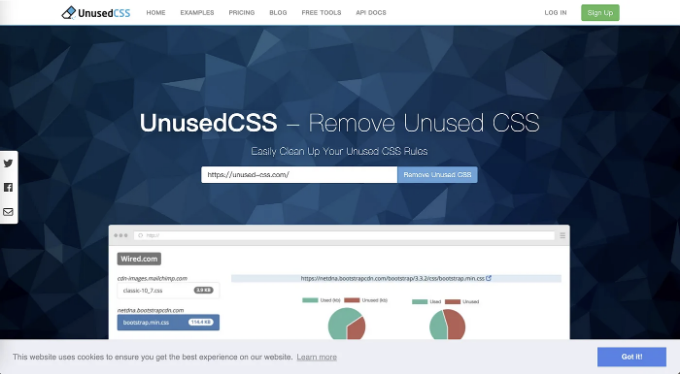 UnusedCSS HOME EXAMPLES PRICING BLOG FREE TOOLS API DOCS LOG IN Sign Up
UnusedCSS – Remove Unused CSS
Easily Clean Up Your Unused CSS Rules
https://unused-css.com/ Remove Unused CSS
http://
Wired.com
cdn-images.mailchimp.com
https://netdna.bootstrapcdn.com/bootstrap/3.3.2/css/bootstrap.min.css
classic-10_7.css 3.9 KB
Used (kb) Unused (kb) Used Unused
netdna.bootstrapcdn.com
bootstrap.min.css 114.4 KB
This website uses cookies to ensure you get the best experience on our website. Learn more Got it!